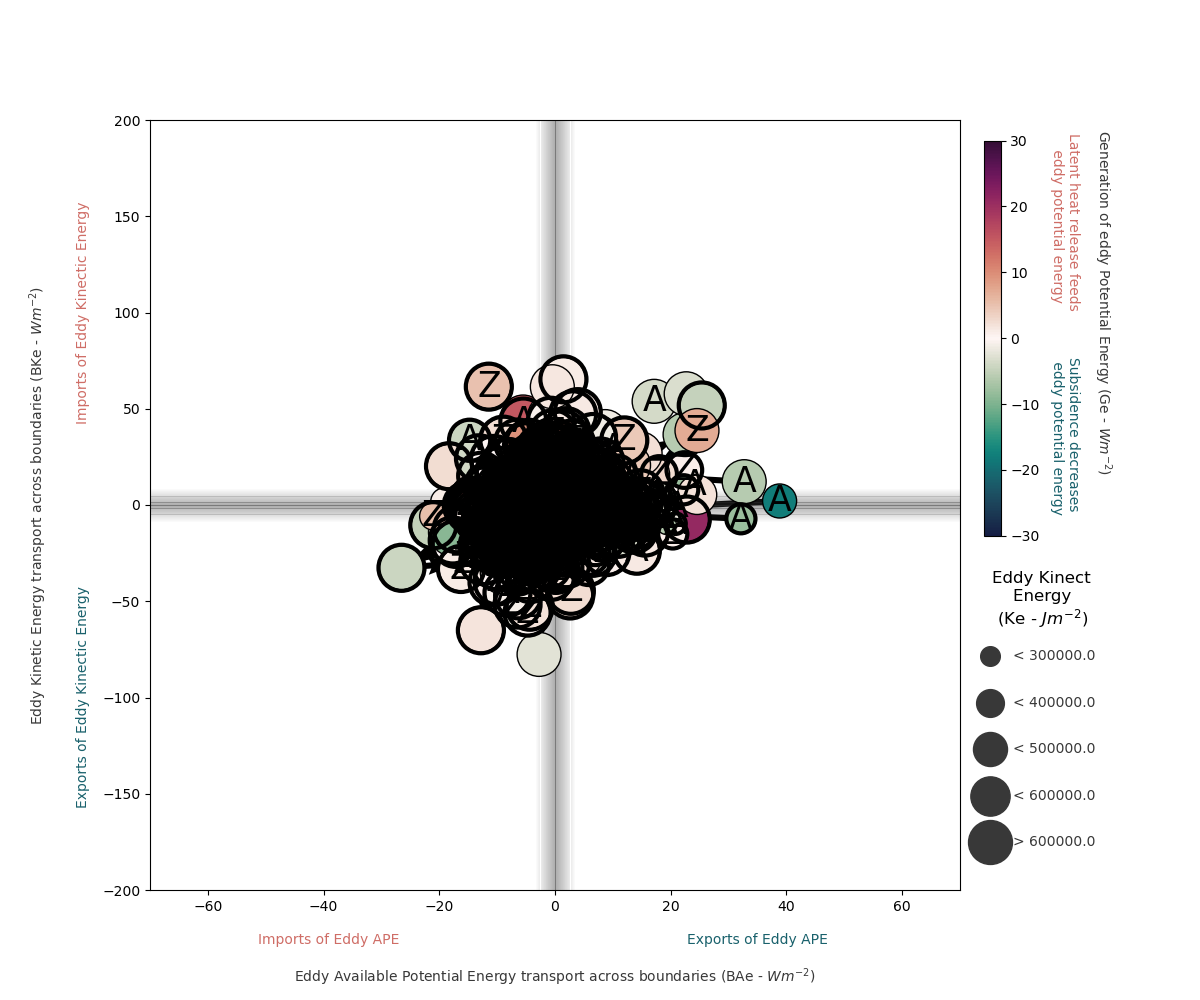 200
150
100
50
0
−50
−100
−150
−200
−60
−40
−20
0
20
40
60
Eddy Kinetic Energy transport across boundaries (BKe - Wm⁻²)
Imports of Eddy Kinectic Energy
Exports of Eddy Kinectic Energy
Imports of Eddy APE
Exports of Eddy APE
Eddy Available Potential Energy transport across boundaries (BAe - Wm⁻²)
Z
A
A
Z
Z
A
A
A
A
Z
Z
A
Z
Z
30
20
10
0
−10
−20
−30
Latent heat release feeds
eddy potential energy
Subsidence decreases
eddy potential energy
Generation of eddy Potential Energy (Ge - Wm⁻²)
Eddy Kinect
Energy
(Ke - Jm⁻²)
< 300000.0
< 400000.0
< 500000.0
< 600000.0
> 600000.0